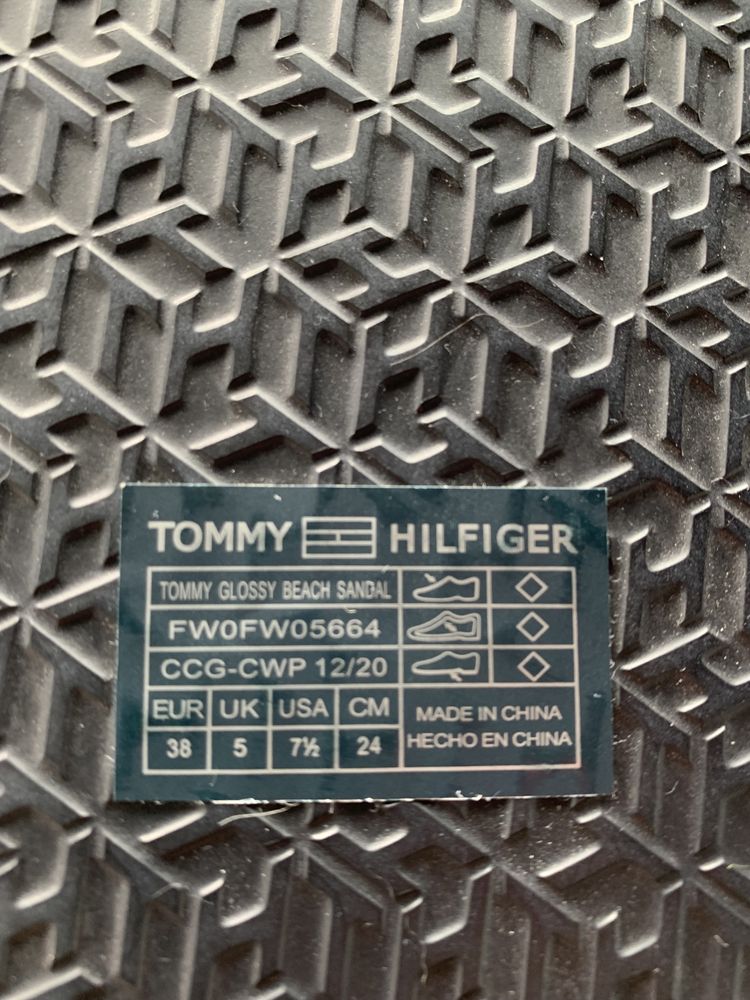 TOMMY HILFIGER
TOMMY GLOSSY BEACH SANDAL
FW0FW05664
CCG-CWP 12/20
EUR UK USA CM
38 5 7½ 24
MADE IN CHINA
HECHO EN CHINA